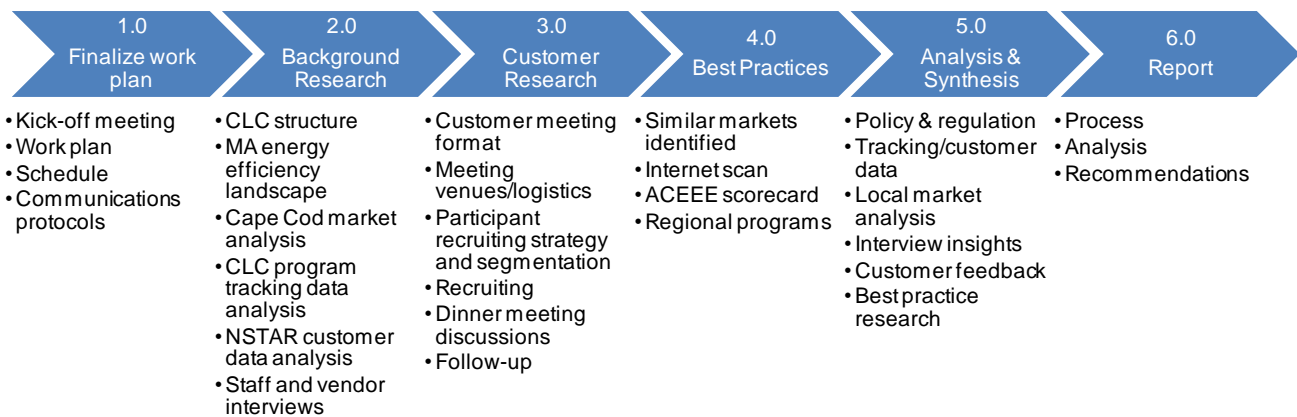 1.0
Finalize work
plan
2.0
Background
Research
3.0
Customer
Research
4.0
Best Practices
5.0
Analysis &
Synthesis
6.0
Report
• Kick-off meeting
• Work plan
• Schedule
• Communications
protocols
• CLC structure
• MA energy
efficiency
landscape
• Cape Cod market
analysis
• CLC program
tracking data
analysis
• NSTAR customer
data analysis
• Staff and vendor
interviews
• Customer meeting
format
• Meeting
venues/logistics
• Participant
recruiting strategy
and segmentation
• Recruiting
• Dinner meeting
discussions
• Follow-up
• Similar markets
identified
• Internet scan
• ACEEE scorecard
• Regional programs
• Policy & regulation
• Tracking/customer
data
• Local market
analysis
• Interview insights
• Customer feedback
• Best practice
research
• Process
• Analysis
• Recommendations